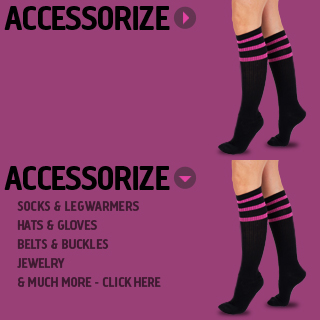 ACCESSORIZE
ACCESSORIZE
SOCKS & LEGWARMERS
HATS & GLOVES
BELTS & BUCKLES
JEWELRY
& MUCH MORE - CLICK HERE